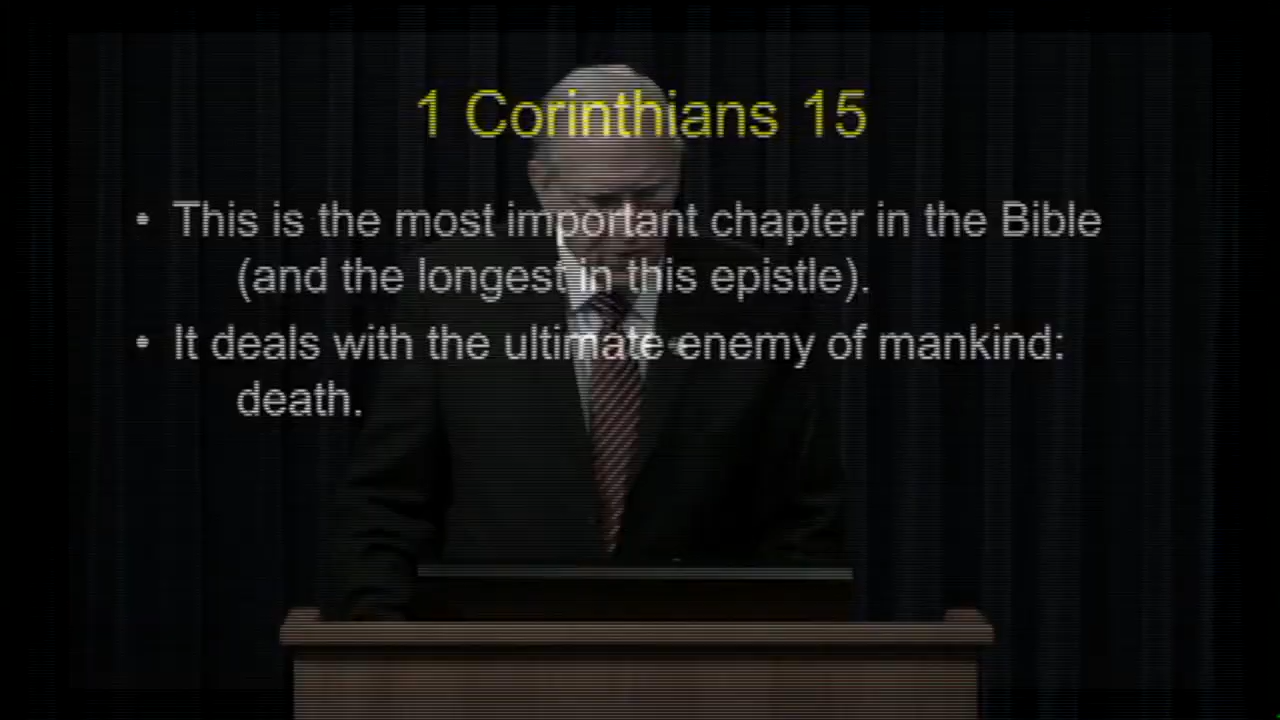 1 Corinthians 15
• This is the most important chapter in the Bible
(and the longest in this epistle).
• It deals with the ultimate enemy of mankind:
death.